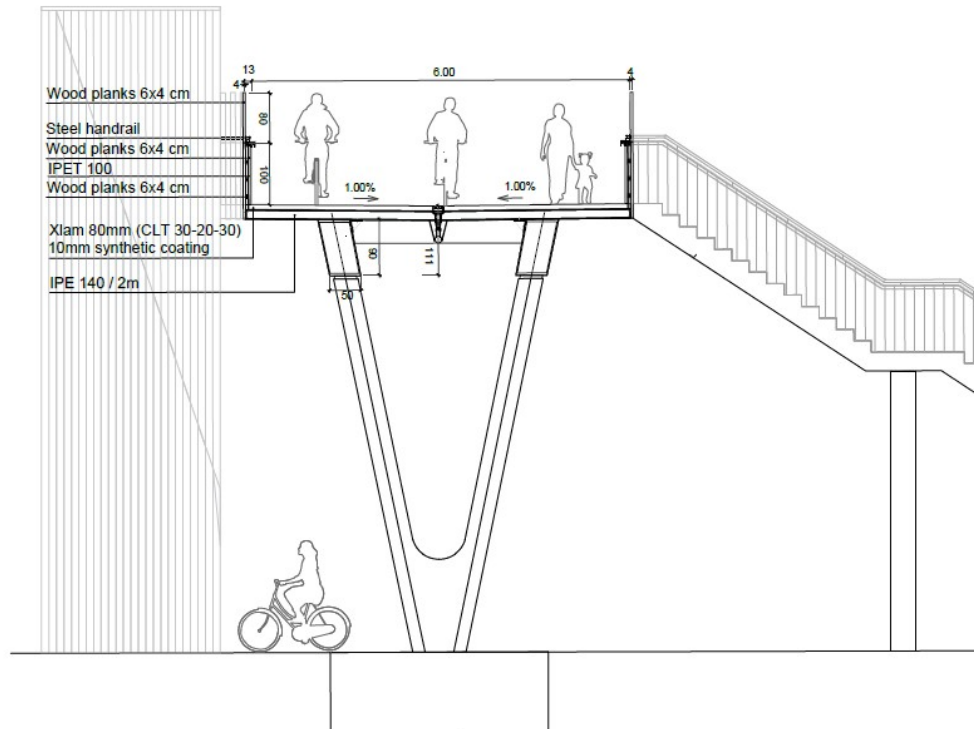 13
6.00
4
4
Wood planks 6x4 cm
80
Steel handrail
Wood planks 6x4 cm
IPET 100
100
Wood planks 6x4 cm
1.00%
1.00%
Xlam 80mm (CLT 30-20-30)
10mm synthetic coating
90
111
IPE 140 / 2m
50